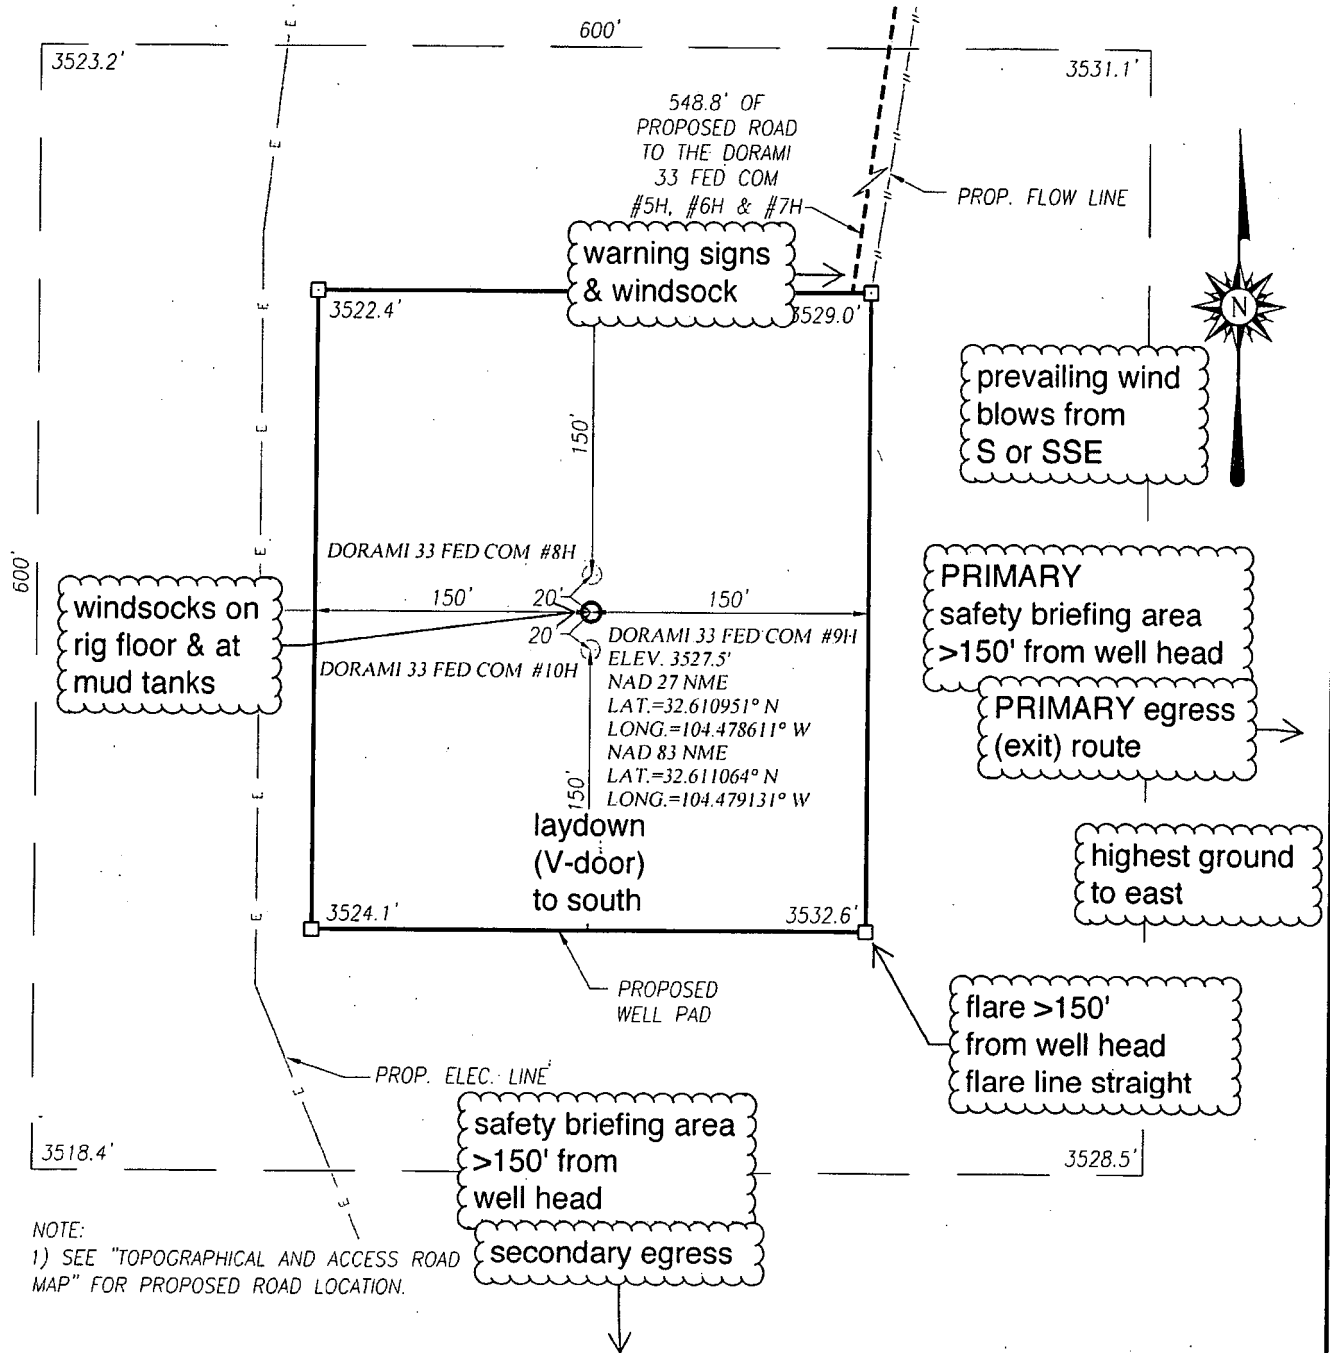 600'
3523.2'
3531.1'
548.8' OF
PROPOSED ROAD
TO THE DORAMI
33 FED COM
#5H, #6H & #7H
PROP. FLOW LINE
warning signs
& windsock
3522.4'
3529.0'
N
prevailing wind
blows from
S or SSE
150'
600'
DORAMI 33 FED COM #8H
windsocks on
rig floor & at
mud tanks
150'
20'
150'
20'
DORAMI 33 FED COM #10H
DORAMI 33 FED COM #9H
ELEV. 3527.5'
NAD 27 NME
LAT.=32.610951° N
LONG.=104.478611° W
NAD 83 NME
LAT.=32.611064° N
LONG.=104.479131° W
150'
PRIMARY
safety briefing area
>150' from well head
PRIMARY egress
(exit) route
laydown
(V-door)
to south
highest ground
to east
3524.1'
3532.6'
PROPOSED
WELL PAD
flare >150'
from well head
flare line straight
PROP. ELEC. LINE
safety briefing area
>150' from
well head
3518.4'
3528.5'
secondary egress
NOTE:
1) SEE "TOPOGRAPHICAL AND ACCESS ROAD
MAP" FOR PROPOSED ROAD LOCATION.
E
E
E
E
E
E
E
E
E
E
E